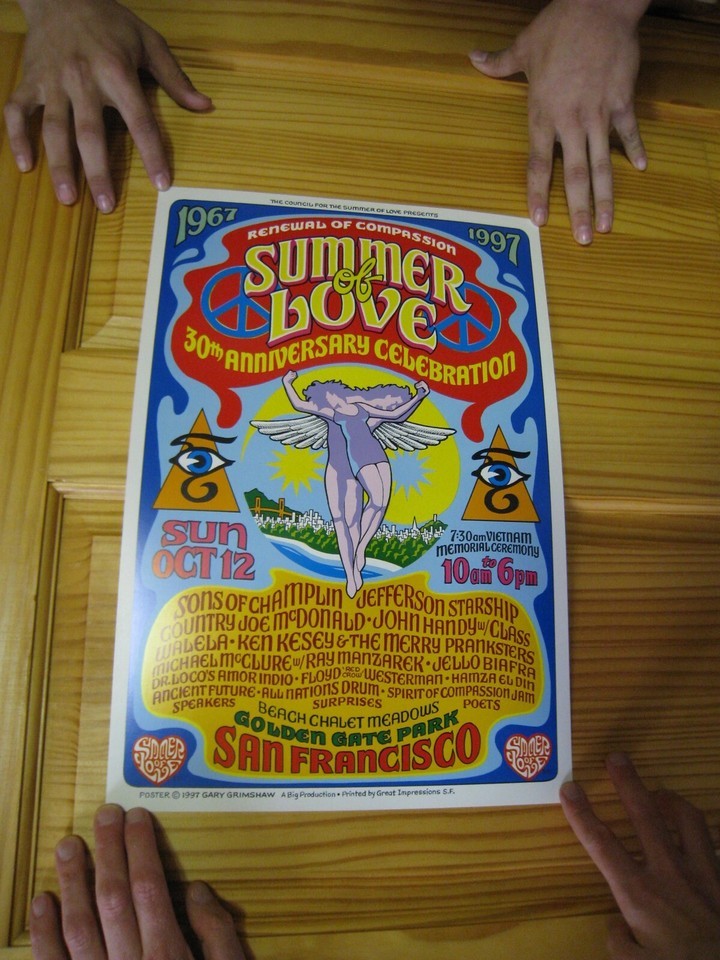 THE COUNCIL FOR THE SUMMER OF LOVE PRESENTS
1967
1997
RENEWAL OF COMPASSION
SUMMER
of
LOVE
30th ANNIVERSARY CELEBRATION
SUN
OCT 12
7:30am VIETNAM
MEMORIAL CEREMONY
10am to 6pm
SONS OF CHAMPLIN JEFFERSON STARSHIP
COUNTRY JOE McDONALD • JOHN HANDY w/ CLASS
WALELA • KEN KESEY & THE MERRY PRANKSTERS
MICHAEL McCLURE w/ RAY MANZAREK • JELLO BIAFRA
DR. LOCO'S AMOR INDIO • FLOYD "RED CROW" WESTERMAN • HAMZA EL DIN
ANCIENT FUTURE • ALL NATIONS DRUM • SPIRIT OF COMPASSION JAM
SPEAKERS SURPRISES POETS
BEACH CHALET MEADOWS
GOLDEN GATE PARK
SAN FRANCISCO
SUMMER OF LOVE
SUMMER OF LOVE
POSTER © 1997 GARY GRIMSHAW A Big Production • Printed by Great Impressions S.F.